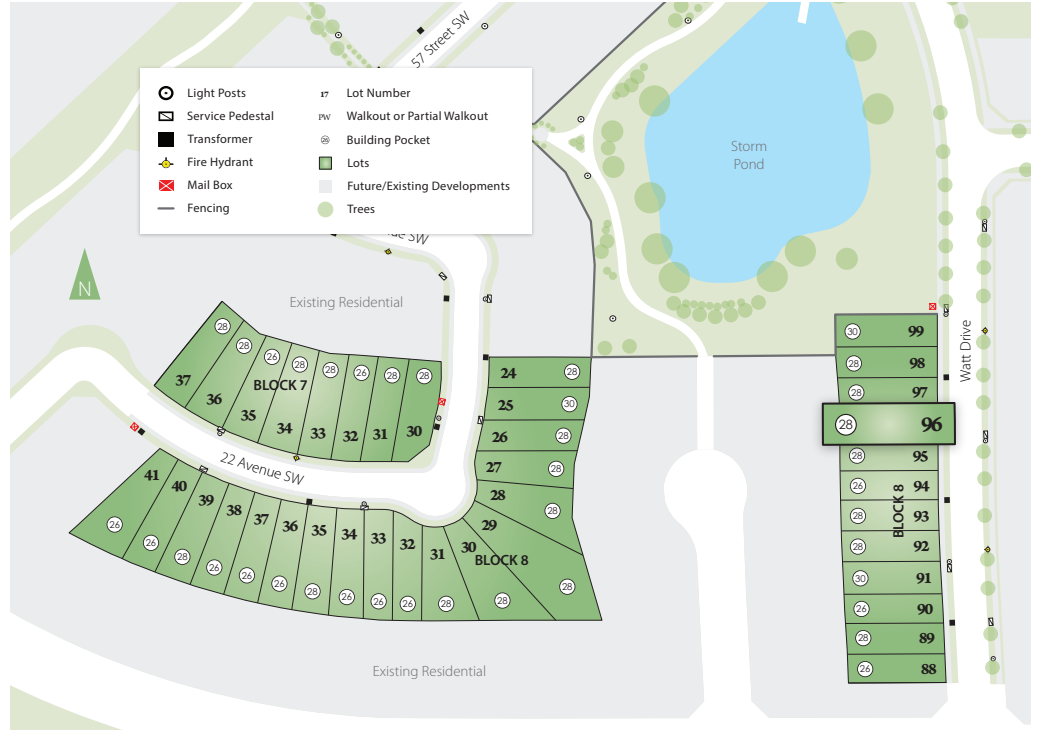 57 Street SW
Light Posts
Service Pedestal
Transformer
Fire Hydrant
Mail Box
Fencing
17 Lot Number
PW Walkout or Partial Walkout
26 Building Pocket
Lots
Future/Existing Developments
Trees
Storm
Pond
ue SW
N
Existing Residential
Watt Drive
28 28 26 28 28 26 28 28
BLOCK 7
37 36 35 34 33 32 31 30
22 Avenue SW
24 28
25 30
26 28
27 28
28 28
29 28
30 28
BLOCK 8
41 40 39 38 37 36 35 34 33 32 31
26 26 28 26 26 26 28 26 26 26 28
30 99
28 98
28 97
28 96
28 95
26 94
28 93
28 92
30 91
26 90
28 89
26 88
BLOCK 8
Existing Residential